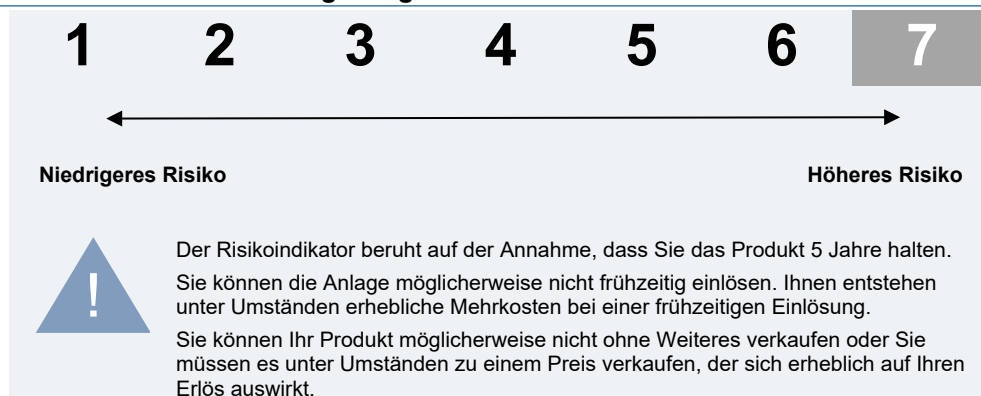 1 2 3 4 5 6 7
Niedrigeres Risiko Höheres Risiko
!
Der Risikoindikator beruht auf der Annahme, dass Sie das Produkt 5 Jahre halten.
Sie können die Anlage möglicherweise nicht frühzeitig einlösen. Ihnen entstehen
unter Umständen erhebliche Mehrkosten bei einer frühzeitigen Einlösung.
Sie können Ihr Produkt möglicherweise nicht ohne Weiteres verkaufen oder Sie
müssen es unter Umständen zu einem Preis verkaufen, der sich erheblich auf Ihren
Erlös auswirkt.